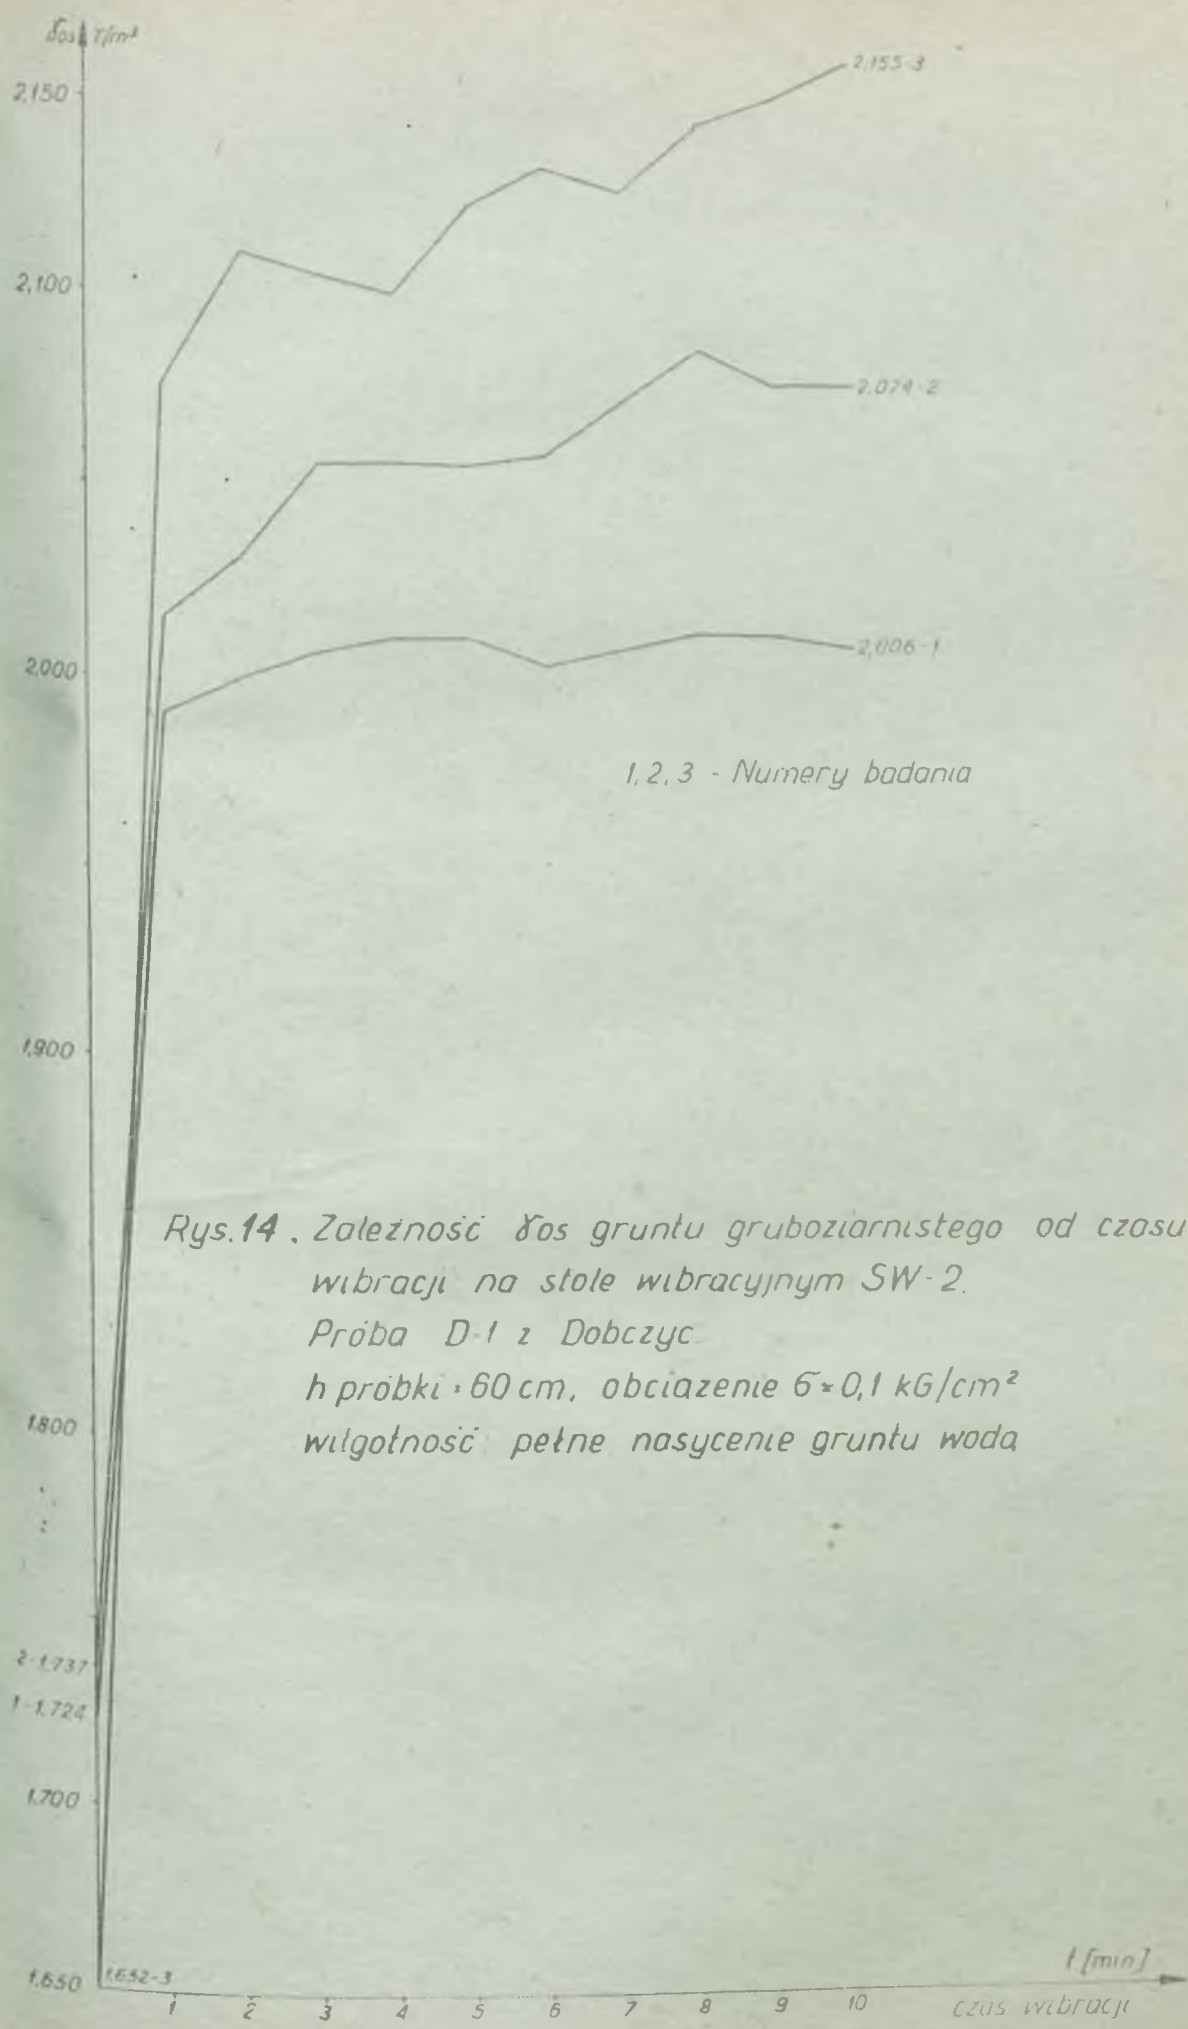 γos T/m³
2,150
2,155-3
2,100
2,074-2
2,000
2,006-1
1, 2, 3 - Numery badania
1,900
Rys. 14. Zależność γos gruntu gruboziarnistego od czasu
wibracji na stole wibracyjnym SW-2.
Próba D-1 z Dobczyc
h próbki = 60 cm, obciążenie σ = 0,1 kG/cm²
wilgotność pełne nasycenie gruntu wodą
1,800
2-1,737
1-1,724
1,700
t [min]
1,650 1,652-3
1 2 3 4 5 6 7 8 9 10 czas wibracji